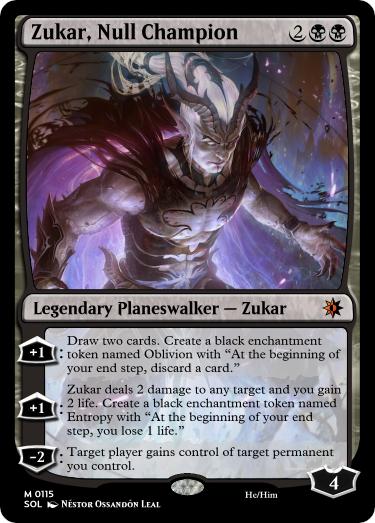 Zukar, Null Champion 2
Legendary Planeswalker — Zukar
Draw two cards. Create a black enchantment
+1: token named Oblivion with “At the beginning of
your end step, discard a card.”
Zukar deals 2 damage to any target and you gain
+1: 2 life. Create a black enchantment token named
Entropy with “At the beginning of your end
step, you lose 1 life.”
-2: Target player gains control of target permanent
you control.
4
M 0115
He/Him
SOL Néstor Ossandón Leal